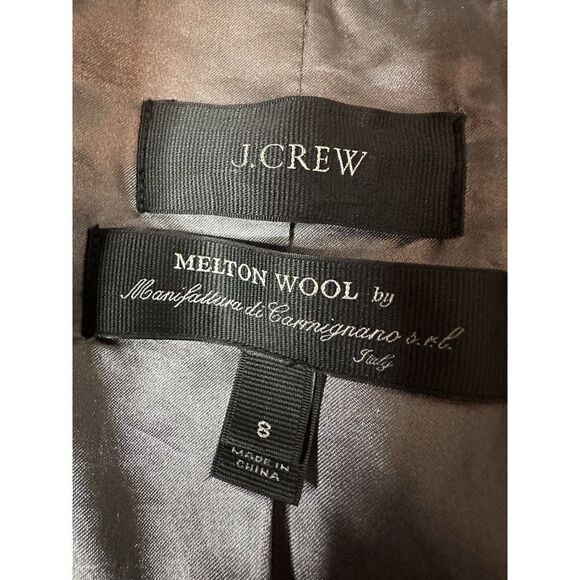 J.CREW
MELTON WOOL by
Manifattura di Carmignano s.r.l.
Italy
8
MADE IN
CHINA